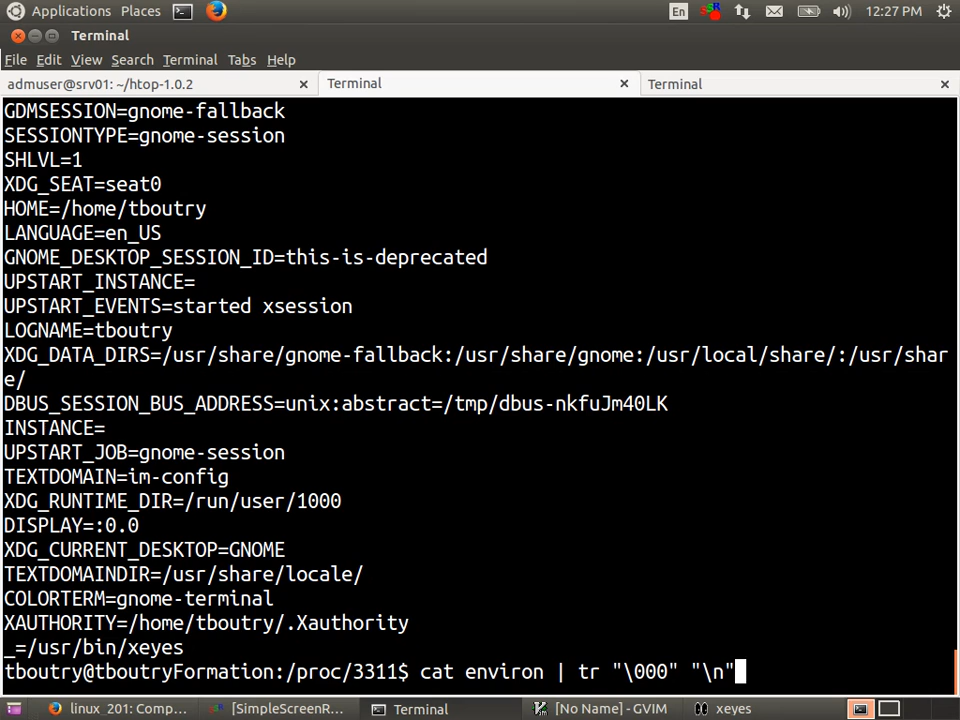 Applications Places En 12:27 PM
Terminal
File Edit View Search Terminal Tabs Help
admuser@srv01: ~/htop-1.0.2 Terminal Terminal
GDMSESSION=gnome-fallback
SESSIONTYPE=gnome-session
SHLVL=1
XDG_SEAT=seat0
HOME=/home/tboutry
LANGUAGE=en_US
GNOME_DESKTOP_SESSION_ID=this-is-deprecated
UPSTART_INSTANCE=
UPSTART_EVENTS=started xsession
LOGNAME=tboutry
XDG_DATA_DIRS=/usr/share/gnome-fallback:/usr/share/gnome:/usr/local/share/:/usr/shar
e/
DBUS_SESSION_BUS_ADDRESS=unix:abstract=/tmp/dbus-nkfuJm40LK
INSTANCE=
UPSTART_JOB=gnome-session
TEXTDOMAIN=im-config
XDG_RUNTIME_DIR=/run/user/1000
DISPLAY=:0.0
XDG_CURRENT_DESKTOP=GNOME
TEXTDOMAINDIR=/usr/share/locale/
COLORTERM=gnome-terminal
XAUTHORITY=/home/tboutry/.Xauthority
_=/usr/bin/xeyes
tboutry@tboutryFormation:/proc/3311$ cat environ | tr "\000" "\n"
linux_201: Comp... [SimpleScreenR... Terminal [No Name] - GVIM xeyes